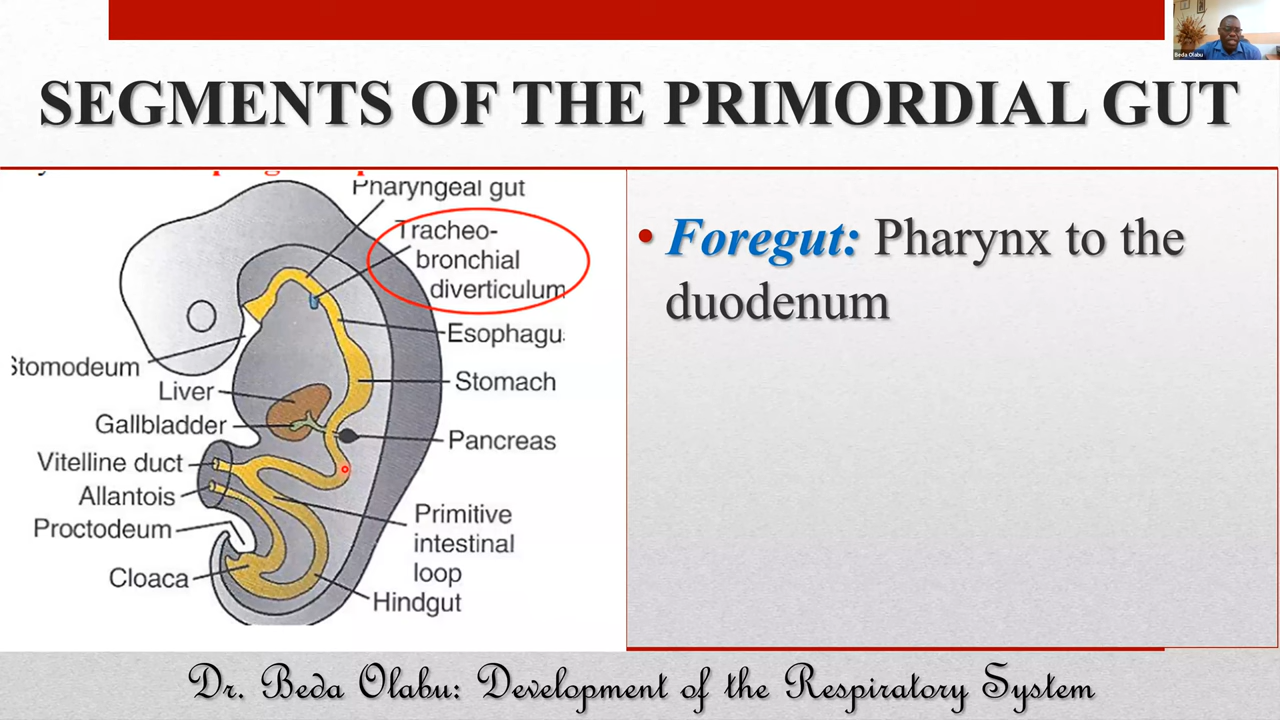 Beda Olabu
SEGMENTS OF THE PRIMORDIAL GUT
Pharyngeal gut
Tracheo-
bronchial
diverticulum
Esophagu
Stomach
Pancreas
Primitive
intestinal
loop
Hindgut
Stomodeum
Liver
Gallbladder
Vitelline duct
Allantois
Proctodeum
Cloaca
• Foregut: Pharynx to the
duodenum
Dr. Beda Olabu: Development of the Respiratory System